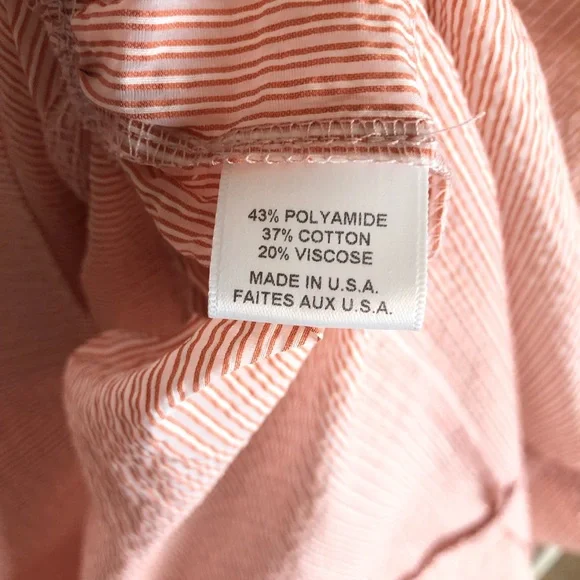 43% POLYAMIDE
37% COTTON
20% VISCOSE
MADE IN U.S.A.
FAITES AUX U.S.A.